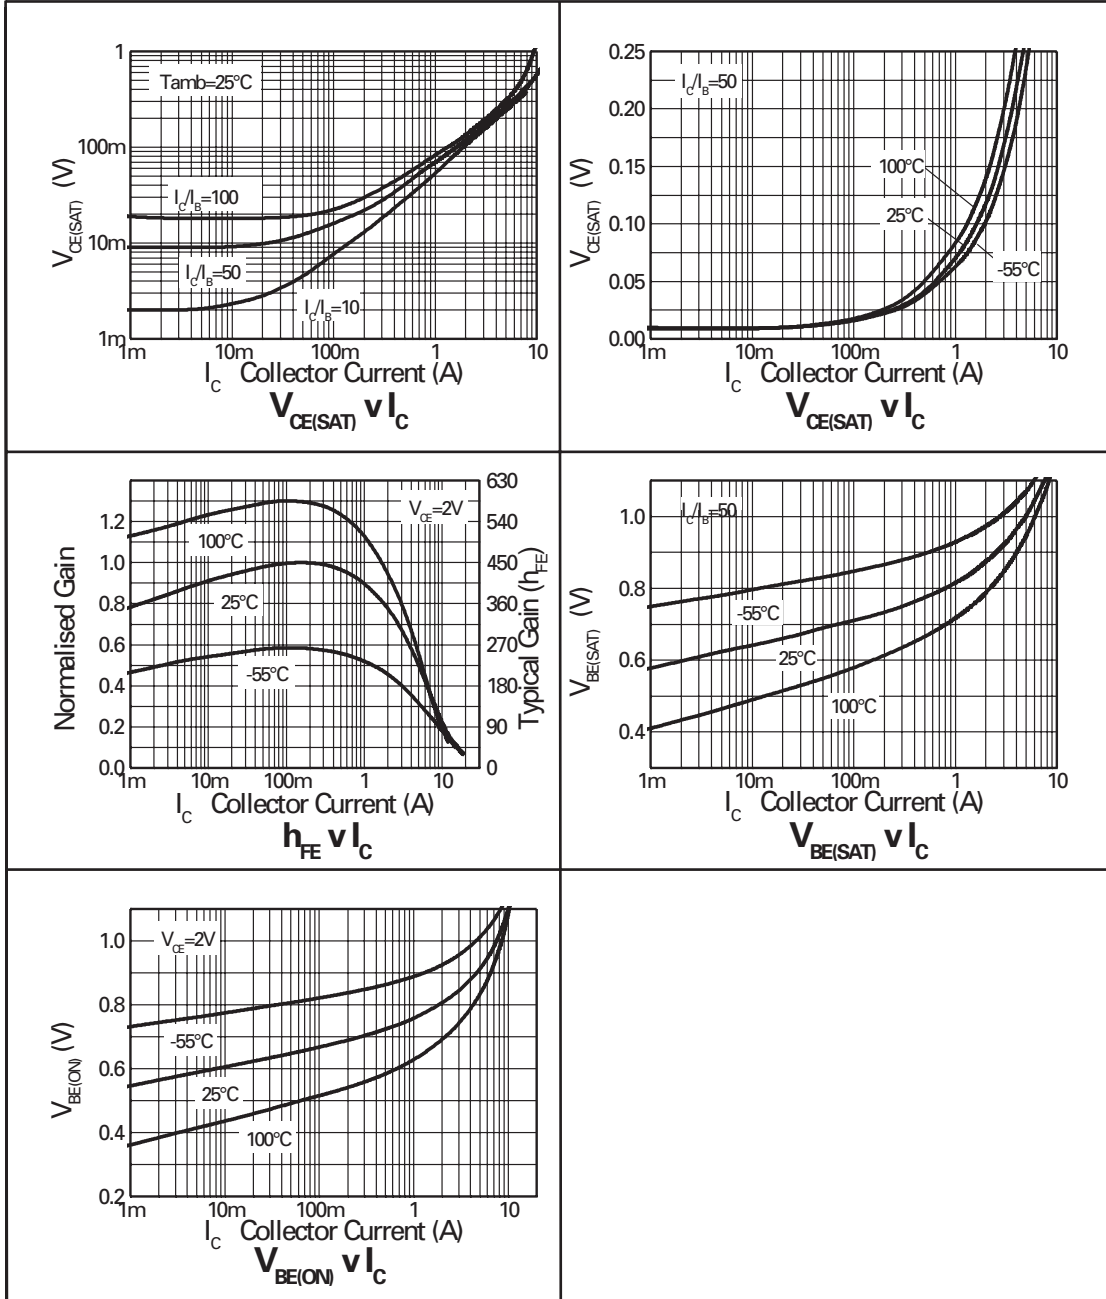 1
Tamb=25°C
100m
I_C/I_B=100
10m
I_C/I_B=50
I_C/I_B=10
1m
V_CE(SAT) (V)
1m 10m 100m 1 10
I_C Collector Current (A)
V_CE(SAT) v I_C
0.25
I_C/I_B=50
0.20
0.15
100°C
0.10
25°C
-55°C
0.05
0.00
V_CE(SAT) (V)
1m 10m 100m 1 10
I_C Collector Current (A)
V_CE(SAT) v I_C
630
V_CE=2V
1.2 540
100°C
1.0 450
0.8 360
25°C
0.6 270
-55°C
0.4 180
0.2 90
0.0 0
Normalised Gain
Typical Gain (h_FE)
1m 10m 100m 1 10
I_C Collector Current (A)
h_FE v I_C
I_C/I_B=50
1.0
0.8
-55°C
0.6
25°C
100°C
0.4
V_BE(SAT) (V)
1m 10m 100m 1 10
I_C Collector Current (A)
V_BE(SAT) v I_C
1.0
V_CE=2V
0.8
-55°C
0.6
25°C
0.4
100°C
0.2
V_BE(ON) (V)
1m 10m 100m 1 10
I_C Collector Current (A)
V_BE(ON) v I_C